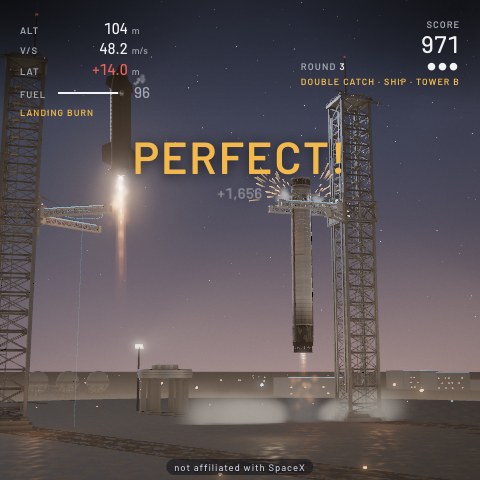 ALT 104 m
V/S 48.2 m/s
LAT +14.0 m
FUEL 96
LANDING BURN
SCORE
971
ROUND 3
DOUBLE CATCH · SHIP · TOWER B
PERFECT!
+1,656
not affiliated with SpaceX